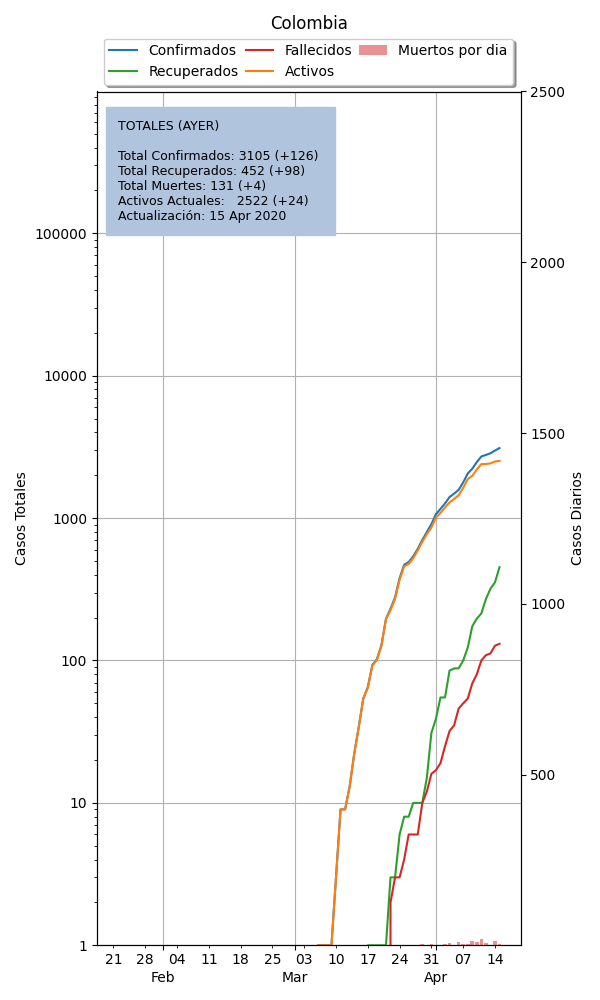 Colombia
Confirmados Fallecidos Muertos por dia
Recuperados Activos
TOTALES (AYER)
Total Confirmados: 3105 (+126)
Total Recuperados: 452 (+98)
Total Muertes: 131 (+4)
Activos Actuales: 2522 (+24)
Actualización: 15 Apr 2020
Casos Totales
100000
10000
1000
100
10
1
2500
2000
1500
1000
500
Casos Diarios
21 28 04 11 18 25 03 10 17 24 31 07 14
Feb Mar Apr